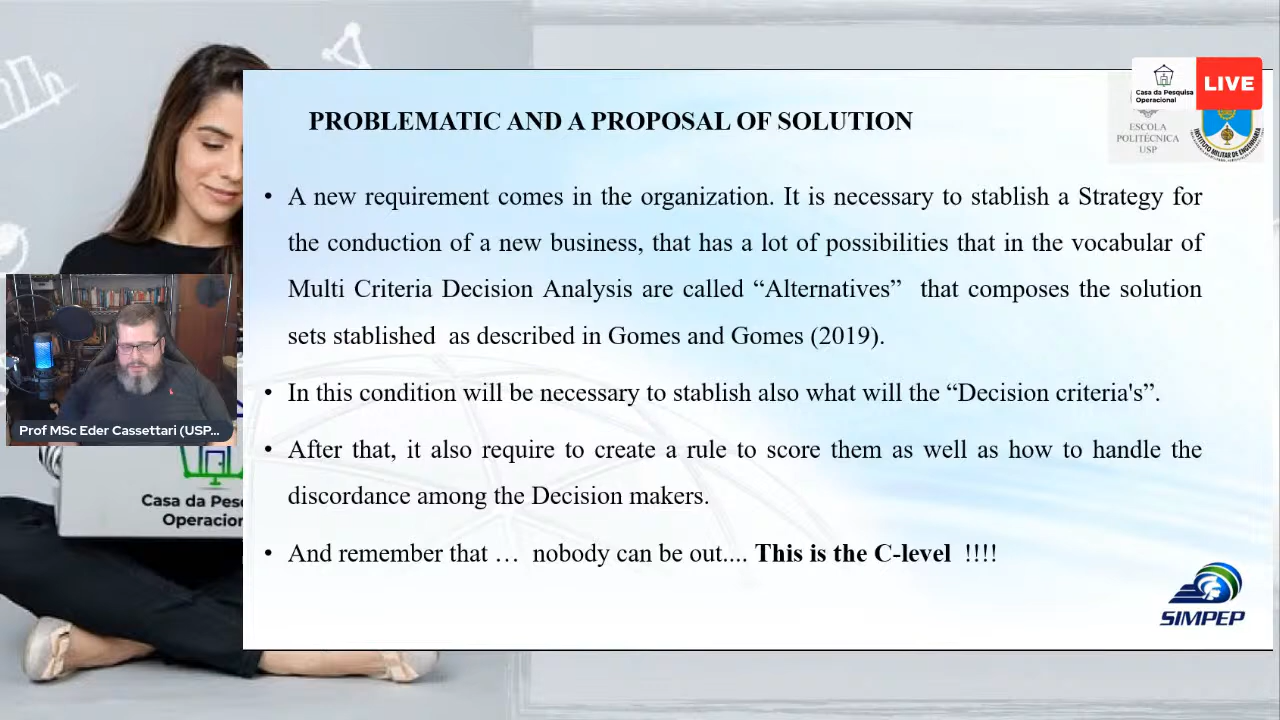 LIVE
Casa da Pesquisa
Operacional
ESCOLA
POLITÉCNICA
USP
INSTITUTO MILITAR DE ENGENHARIA
PROBLEMATIC AND A PROPOSAL OF SOLUTION
• A new requirement comes in the organization. It is necessary to stablish a Strategy for
the conduction of a new business, that has a lot of possibilities that in the vocabular of
Multi Criteria Decision Analysis are called “Alternatives” that composes the solution
sets stablished as described in Gomes and Gomes (2019).
• In this condition will be necessary to stablish also what will the “Decision criteria's”.
• After that, it also require to create a rule to score them as well as how to handle the
discordance among the Decision makers.
• And remember that … nobody can be out.... This is the C-level !!!!
Prof MSc Eder Cassettari (USP...
Casa da Pesq
Operacion
SIMPEP